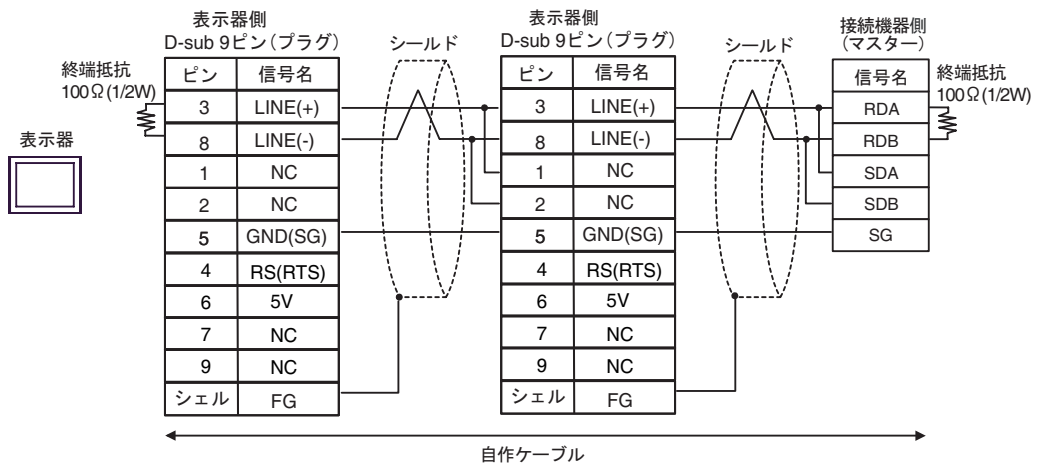 表示器側
D-sub 9ピン（プラグ）
シールド
表示器側
D-sub 9ピン（プラグ）
シールド
接続機器側
（マスター）
終端抵抗
100Ω(1/2W)
終端抵抗
100Ω(1/2W)
表示器
ピン 信号名
3 LINE(+)
8 LINE(-)
1 NC
2 NC
5 GND(SG)
4 RS(RTS)
6 5V
7 NC
9 NC
シェル FG
ピン 信号名
3 LINE(+)
8 LINE(-)
1 NC
2 NC
5 GND(SG)
4 RS(RTS)
6 5V
7 NC
9 NC
シェル FG
信号名
RDA
RDB
SDA
SDB
SG
自作ケーブル